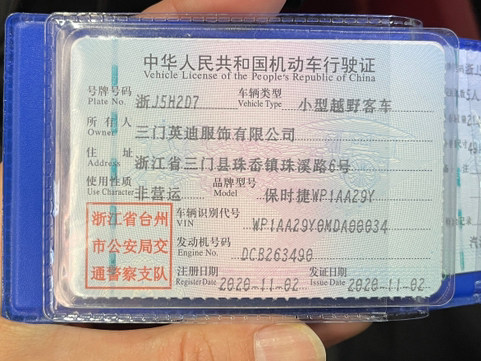 中华人民共和国机动车行驶证
Vehicle License of the People's Republic of China
号牌号码 Plate No. 浙J5H2D7 车辆类型 Vehicle Type 小型越野客车
所有人 Owner 三门英迪服饰有限公司
住址 Address 浙江省三门县珠岙镇珠溪路6号
使用性质 Use Character 非营运 品牌型号 Model 保时捷WP1AA29Y
浙江省台州
市公安局交
通警察支队
车辆识别代号 VIN WP1AA29Y0MDA00034
发动机号码 Engine No. DCB263490
注册日期 Register Date 2020-11-02 发证日期 Issue Date 2020-11-02